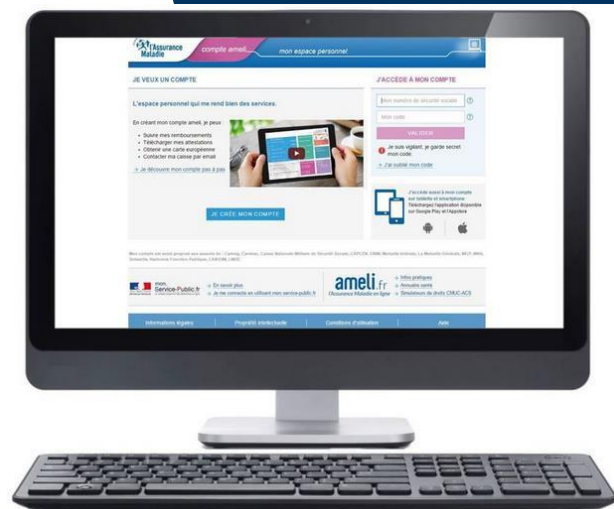 l'Assurance
Maladie
compte ameli
mon espace personnel
JE VEUX UN COMPTE
L'espace personnel qui me rend bien des services.
En créant mon compte ameli, je peux :
Suivre mes remboursements
Télécharger mes attestations
Obtenir une carte européenne
Contacter ma caisse par email
Je découvre mon compte pas à pas
JE CRÉE MON COMPTE
J'ACCÈDE À MON COMPTE
Mon numéro de sécurité sociale
Mon code
VALIDER
Je suis vigilant, je garde secret
mon code.
J'ai oublié mon code
J'accède aussi à mon compte
sur tablette et smartphone
Téléchargez l'application disponible
sur Google Play et l'Appstore
mon.
Service-Public.fr
En savoir plus
Je me connecte en utilisant mon service-public.fr
ameli.fr
l'Assurance Maladie en ligne
Infos pratiques
Annuaire santé
Simulateurs de droits CMUC-ACS
Informations légales
Propriété intellectuelle
Conditions d'utilisation
Aide